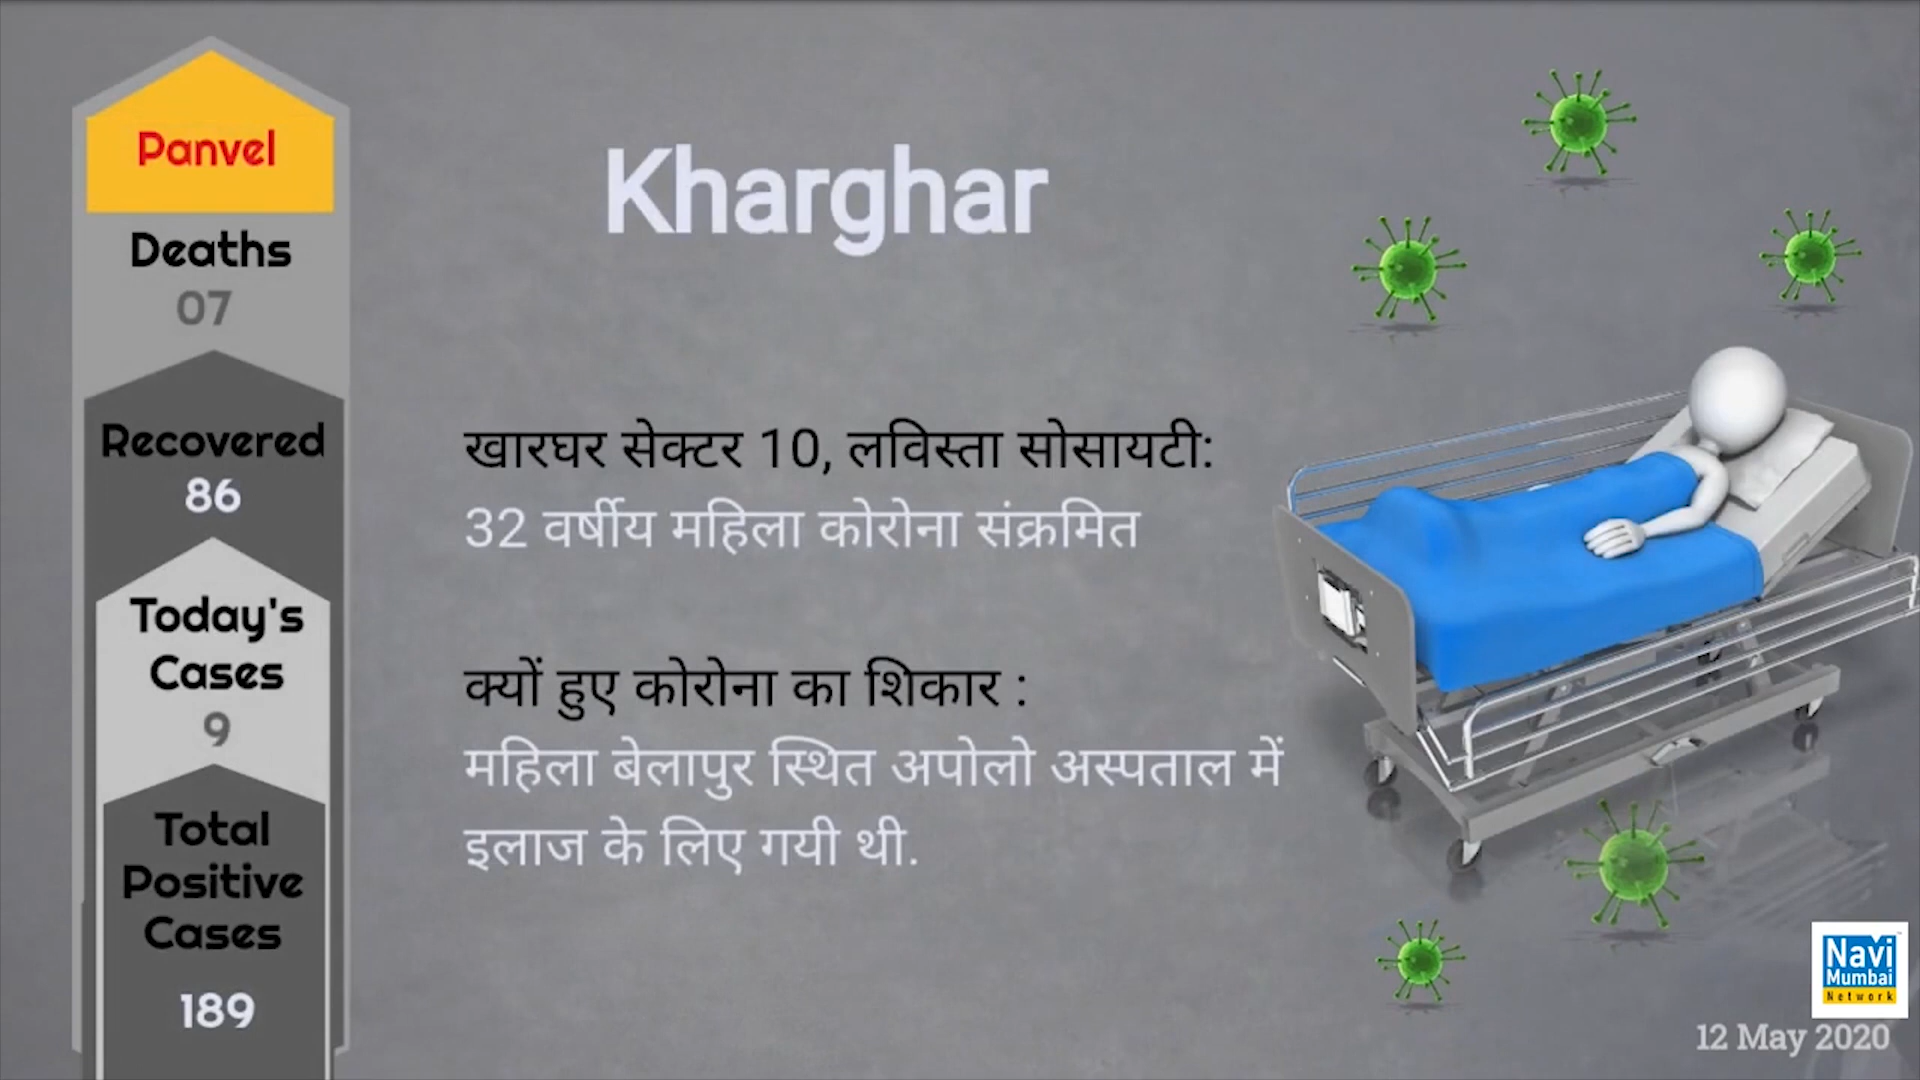 Panvel
Deaths
07
Recovered
86
Today's
Cases
9
Total
Positive
Cases
189
Kharghar
खारघर सेक्टर 10, लविस्ता सोसायटी:
32 वर्षीय महिला कोरोना संक्रमित
क्यों हुए कोरोना का शिकार :
महिला बेलापुर स्थित अपोलो अस्पताल में
इलाज के लिए गयी थी.
Navi
Mumbai
Network
12 May 2020